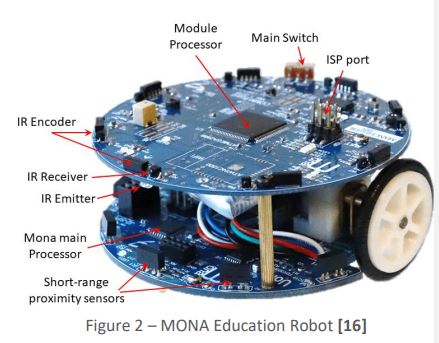 Module
Processor
Main Switch
ISP port
IR Encoder
IR Receiver
IR Emitter
Mona main
Processor
Short-range
proximity sensors
Figure 2 – MONA Education Robot [16]